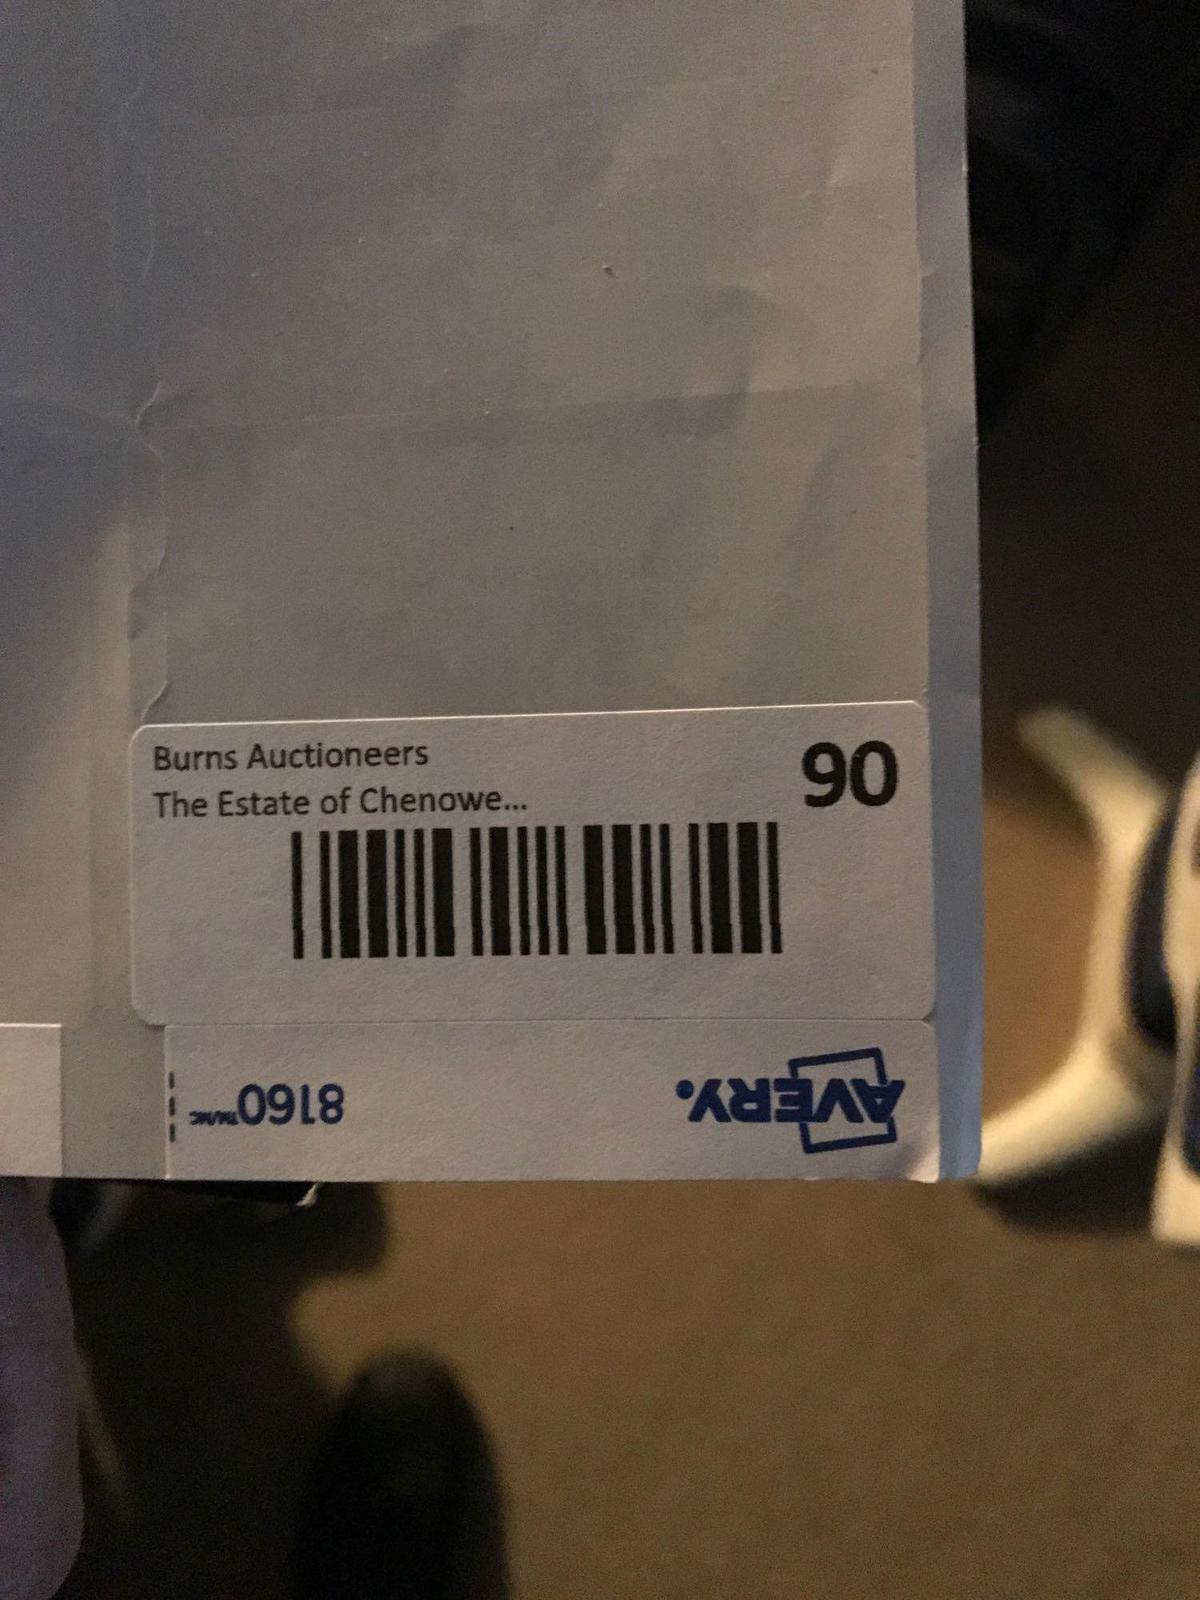 Burns Auctioneers
90
The Estate of Chenowe...
AVERY.
8160